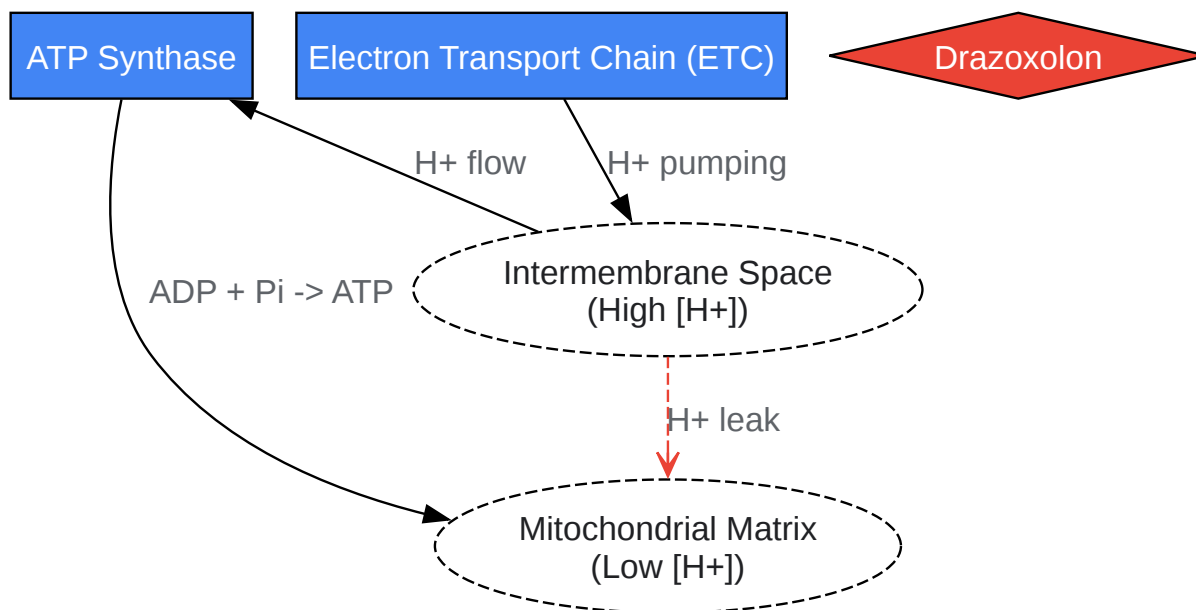 ATP Synthase
Electron Transport Chain (ETC)
Drazoxolon
H+ flow
H+ pumping
Intermembrane Space
(High [H+])
ADP + Pi -> ATP
H+ leak
Mitochondrial Matrix
(Low [H+])